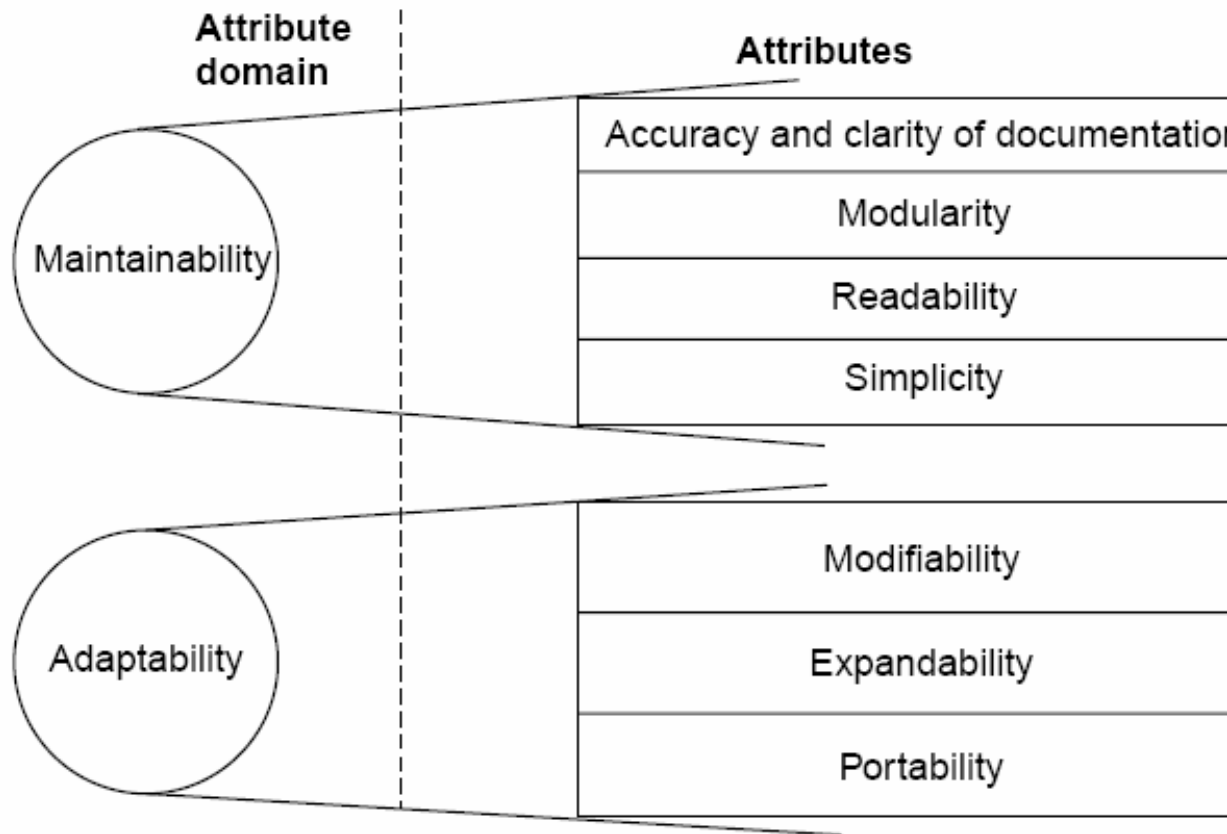 Attribute
domain
Attributes
Maintainability
Accuracy and clarity of documentation
Modularity
Readability
Simplicity
Adaptability
Modifiability
Expandability
Portability